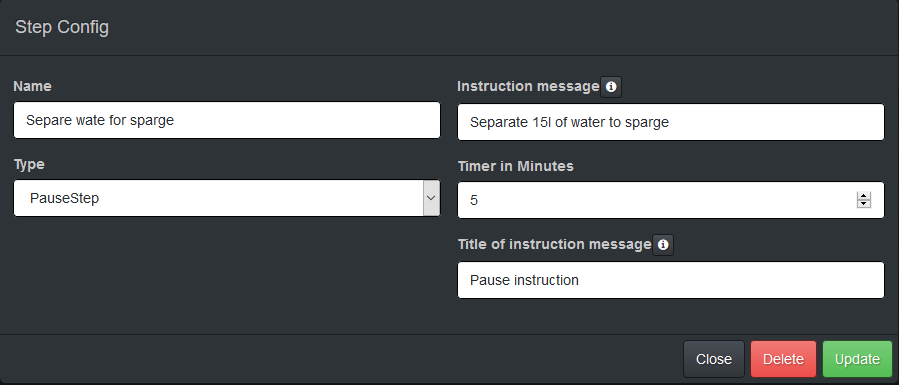 Step Config
Name
Separe wate for sparge
Type
PauseStep
Instruction message
Separate 15l of water to sparge
Timer in Minutes
5
Title of instruction message
Pause instruction
Close Delete Update